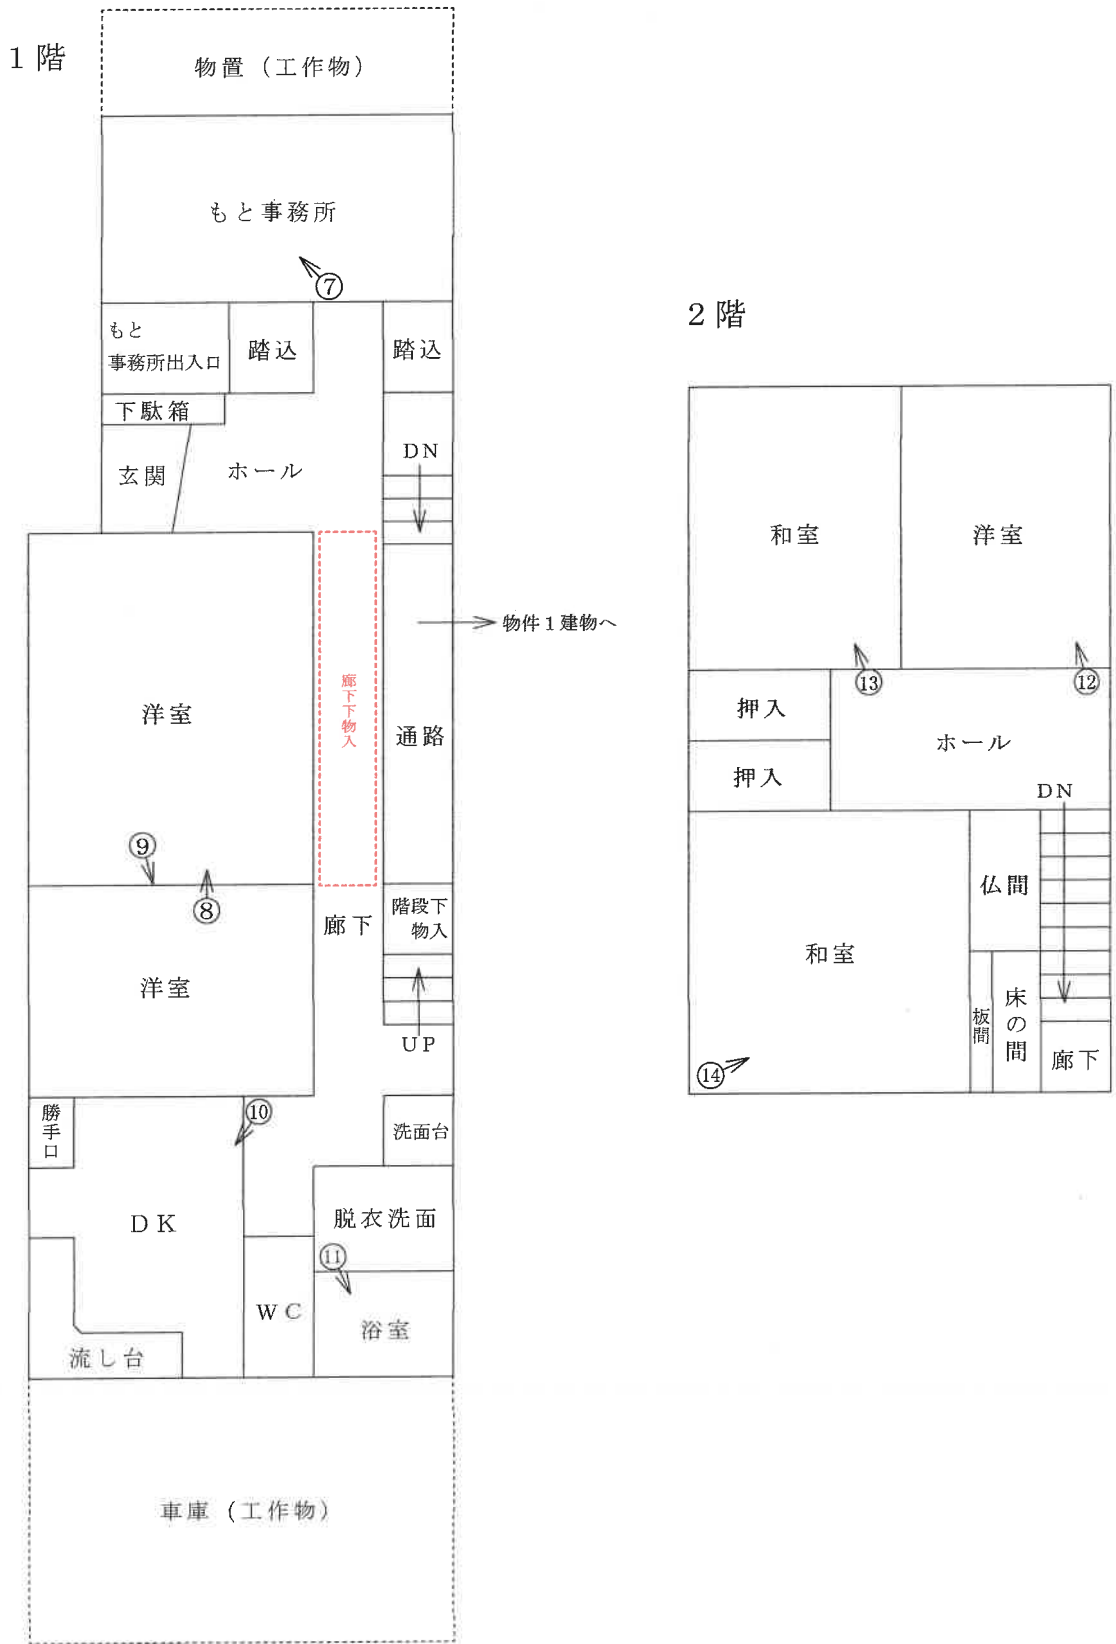 1階
物置（工作物）
もと事務所
⑦
もと
事務所出入口
踏込
踏込
下駄箱
玄関
ホール
DN
洋室
廊下下物入
通路
物件1建物へ
⑨
⑧
洋室
廊下
階段下
物入
UP
勝手口
⑩
洗面台
DK
脱衣洗面
⑪
WC
浴室
流し台
車庫（工作物）
2階
和室
洋室
⑬
⑫
押入
押入
ホール
DN
和室
仏間
板間
床の間
廊下
⑭